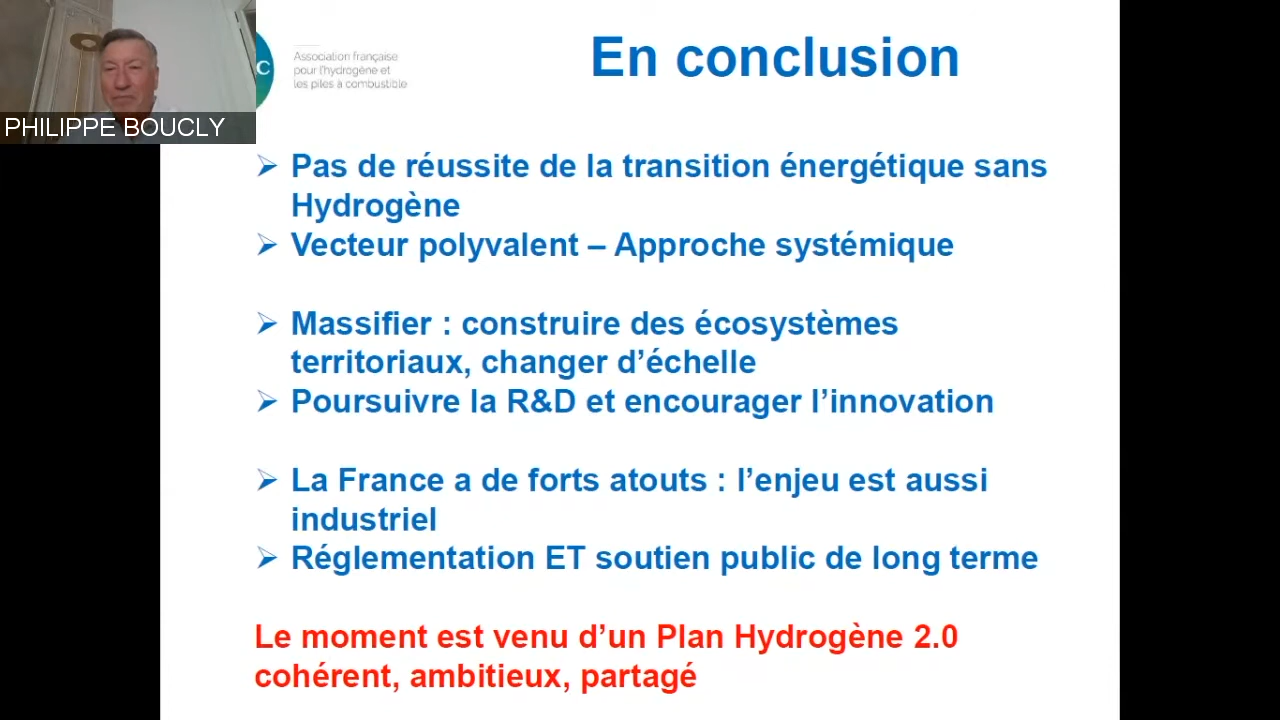 C
Association française
pour l'hydrogène et
les piles à combustible
En conclusion
PHILIPPE BOUCLY
➢ Pas de réussite de la transition énergétique sans
Hydrogène
➢ Vecteur polyvalent – Approche systémique
➢ Massifier : construire des écosystèmes
territoriaux, changer d’échelle
➢ Poursuivre la R&D et encourager l’innovation
➢ La France a de forts atouts : l’enjeu est aussi
industriel
➢ Réglementation ET soutien public de long terme
Le moment est venu d’un Plan Hydrogène 2.0
cohérent, ambitieux, partagé